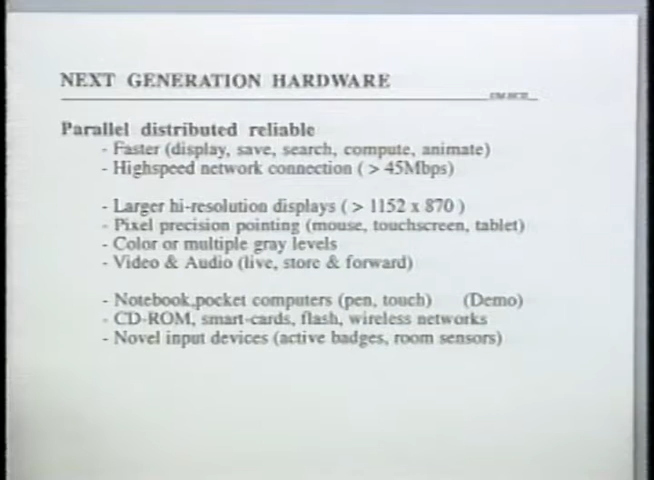 NEXT GENERATION HARDWARE
Parallel distributed reliable
- Faster (display, save, search, compute, animate)
- Highspeed network connection ( > 45Mbps)
- Larger hi-resolution displays ( > 1152 x 870 )
- Pixel precision pointing (mouse, touchscreen, tablet)
- Color or multiple gray levels
- Video & Audio (live, store & forward)
- Notebook,pocket computers (pen, touch) (Demo)
- CD-ROM, smart-cards, flash, wireless networks
- Novel input devices (active badges, room sensors)